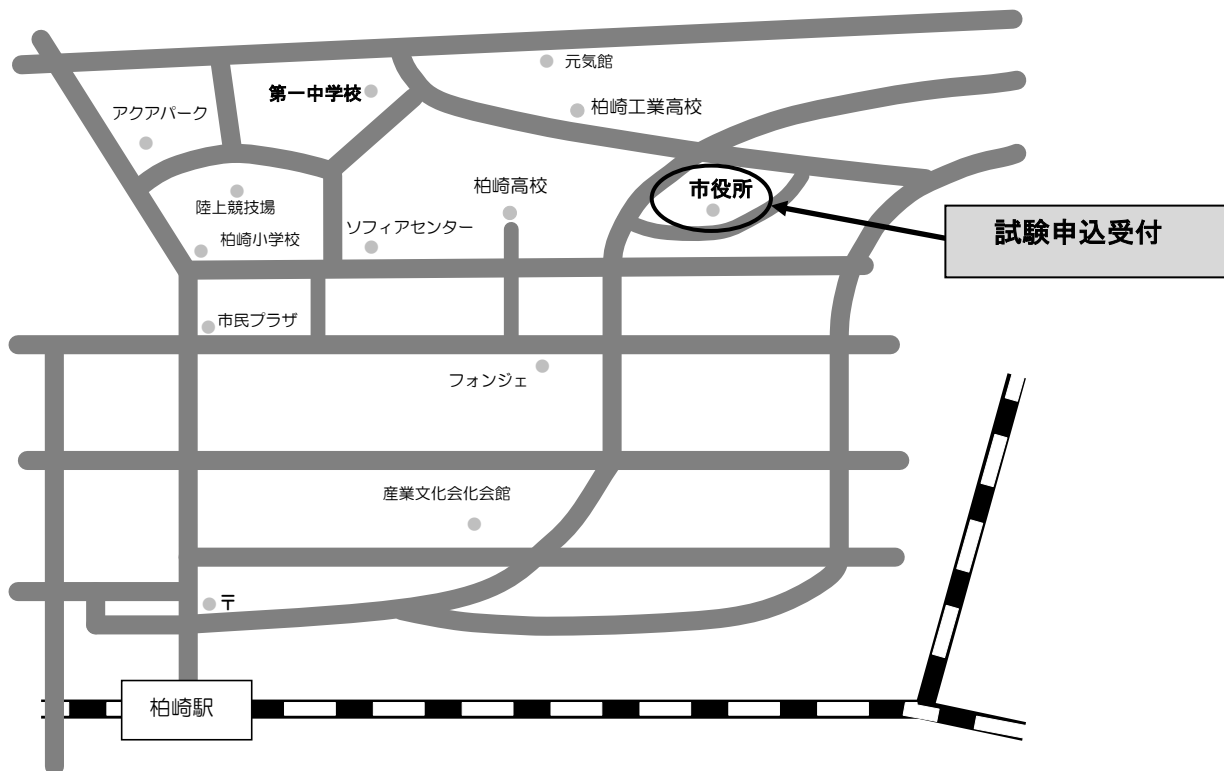 元気館
第一中学校
柏崎工業高校
アクアパーク
柏崎高校
市役所
陸上競技場
ソフィアセンター
試験申込受付
柏崎小学校
市民プラザ
フォンジェ
産業文化会化会館
〒
柏崎駅